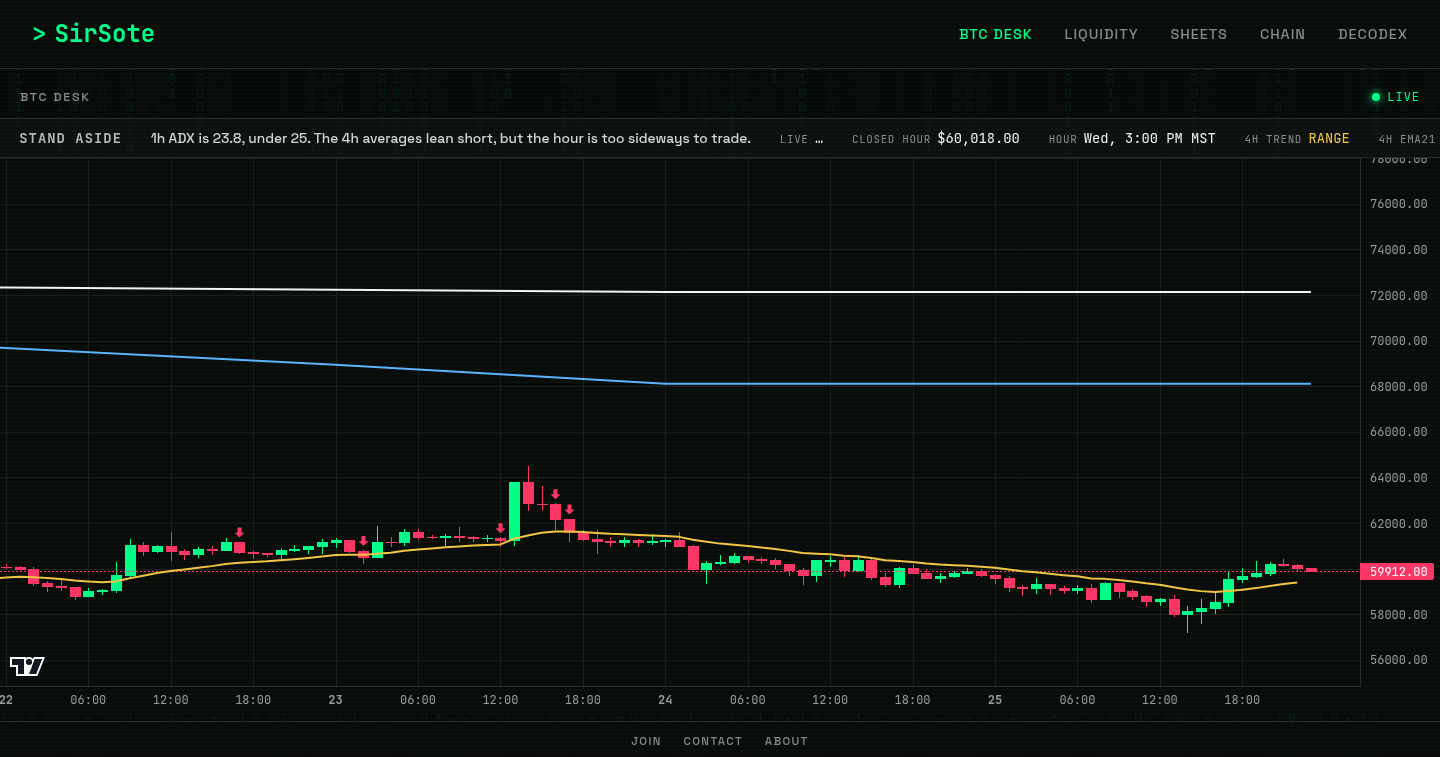 > SirSote
BTC DESK LIQUIDITY SHEETS CHAIN DECODEX
BTC DESK
LIVE
STAND ASIDE 1h ADX is 23.8, under 25. The 4h averages lean short, but the hour is too sideways to trade. LIVE … CLOSED HOUR $60,018.00 HOUR Wed, 3:00 PM MST 4H TREND RANGE 4H EMA21
78000.00
76000.00
74000.00
72000.00
70000.00
68000.00
66000.00
64000.00
62000.00
59912.00
58000.00
56000.00
22 06:00 12:00 18:00 23 06:00 12:00 18:00 24 06:00 12:00 18:00 25 06:00 12:00 18:00
JOIN CONTACT ABOUT